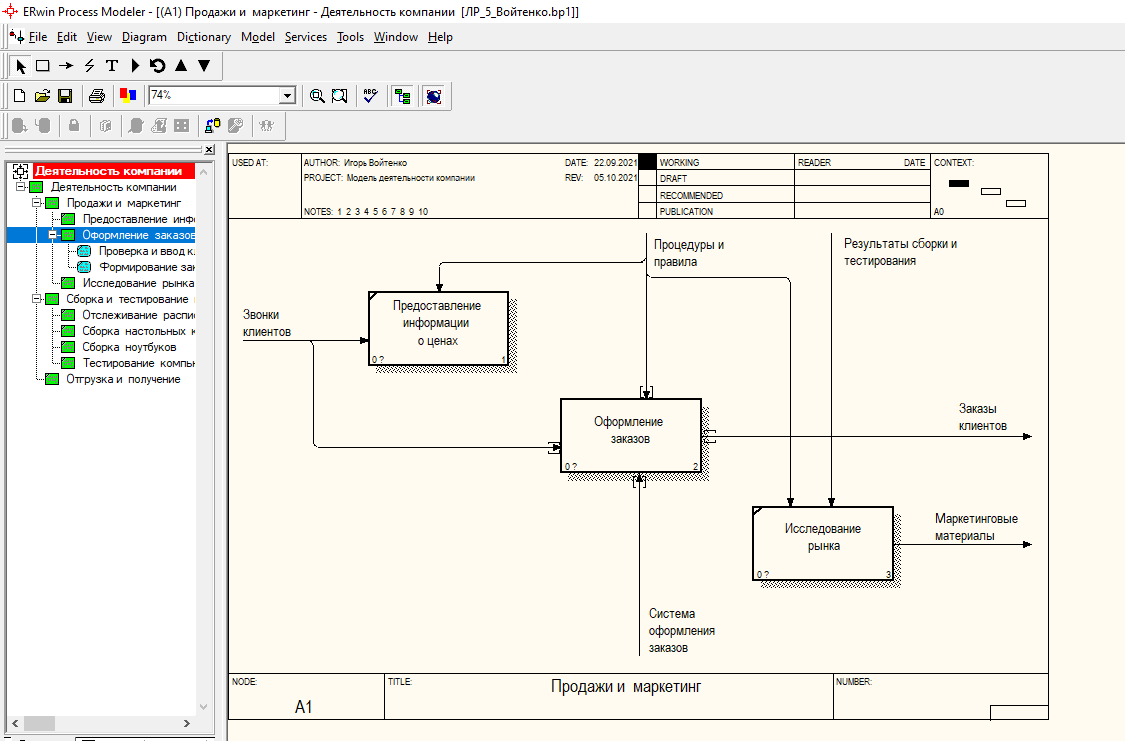 ERwin Process Modeler - [(A1) Продажи и маркетинг - Деятельность компании [ЛР_5_Войтенко.bp1]]
File Edit View Diagram Dictionary Model Services Tools Window Help
74%
ABC
Деятельность компании
Деятельность компании
Продажи и маркетинг
Предоставление инфо
Оформление заказов
Проверка и ввод к
Формирование зак
Исследование рынка
Сборка и тестирование
Отслеживание распи
Сборка настольных к
Сборка ноутбуков
Тестирование компь
Отгрузка и получение
USED AT:
AUTHOR: Игорь Войтенко
DATE: 22.09.2021
PROJECT: Модель деятельности компании
REV: 05.10.2021
NOTES: 1 2 3 4 5 6 7 8 9 10
WORKING
DRAFT
RECOMMENDED
PUBLICATION
READER DATE
CONTEXT:
A0
Процедуры и
правила
Результаты сборки и
тестирования
Звонки
клиентов
Предоставление
информации
о ценах
0 ? 1
Оформление
заказов
0 ? 2
Заказы
клиентов
Исследование
рынка
0 ? 3
Маркетинговые
материалы
Система
оформления
заказов
NODE:
A1
TITLE:
Продажи и маркетинг
NUMBER: